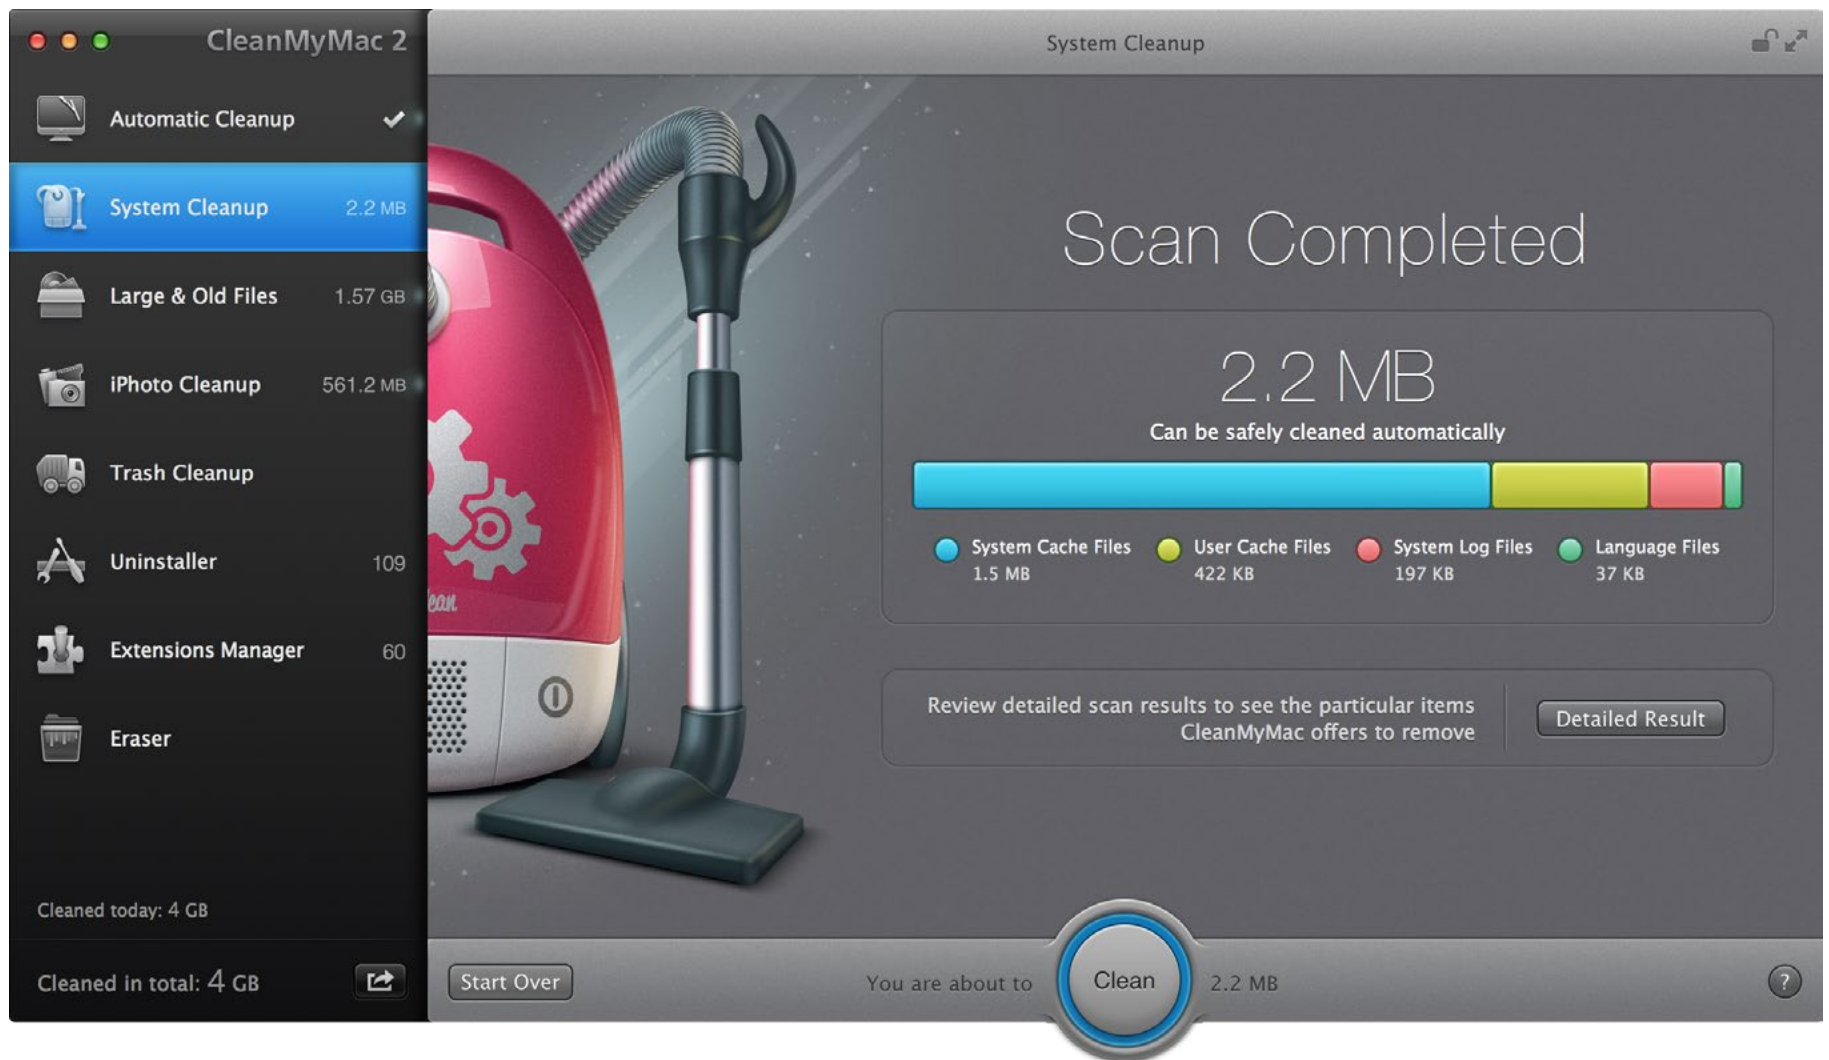 CleanMyMac 2
System Cleanup
Automatic Cleanup
System Cleanup 2.2 MB
Large & Old Files 1.57 GB
iPhoto Cleanup 561.2 MB
Trash Cleanup
Uninstaller 109
Extensions Manager 60
Eraser
Cleaned today: 4 GB
Cleaned in total: 4 GB
Scan Completed
2.2 MB
Can be safely cleaned automatically
System Cache Files
1.5 MB
User Cache Files
422 KB
System Log Files
197 KB
Language Files
37 KB
Review detailed scan results to see the particular items
CleanMyMac offers to remove
Detailed Result
Start Over
You are about to
Clean
2.2 MB
?